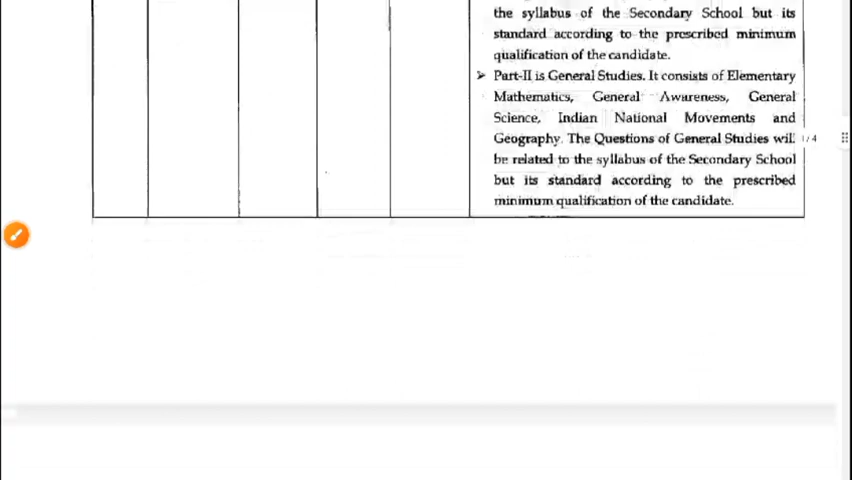 the syllabus of the Secondary School but its
standard according to the prescribed minimum
qualification of the candidate.
➢ Part-II is General Studies. It consists of Elementary
Mathematics, General Awareness, General
Science, Indian National Movements and
Geography. The Questions of General Studies will
be related to the syllabus of the Secondary School
but its standard according to the prescribed
minimum qualification of the candidate.
1/4